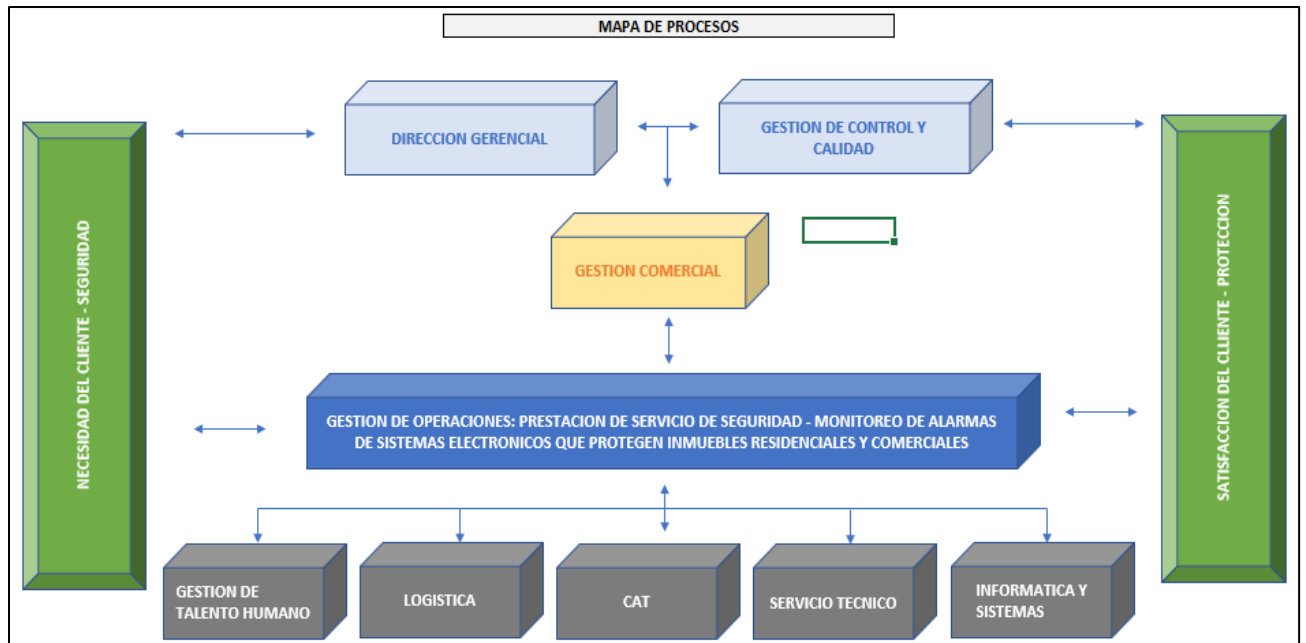 MAPA DE PROCESOS
DIRECCION GERENCIAL
GESTION DE CONTROL Y
CALIDAD
NECESIDAD DEL CLIENTE - SEGURIDAD
SATISFACCION DEL CLLIENTE - PROTECCION
GESTION COMERCIAL
GESTION DE OPERACIONES: PRESTACION DE SERVICIO DE SEGURIDAD - MONITOREO DE ALARMAS
DE SISTEMAS ELECTRONICOS QUE PROTEGEN INMUEBLES RESIDENCIALES Y COMERCIALES
GESTION DE
TALENTO HUMANO
LOGISTICA
CAT
SERVICIO TECNICO
INFORMATICA Y
SISTEMAS